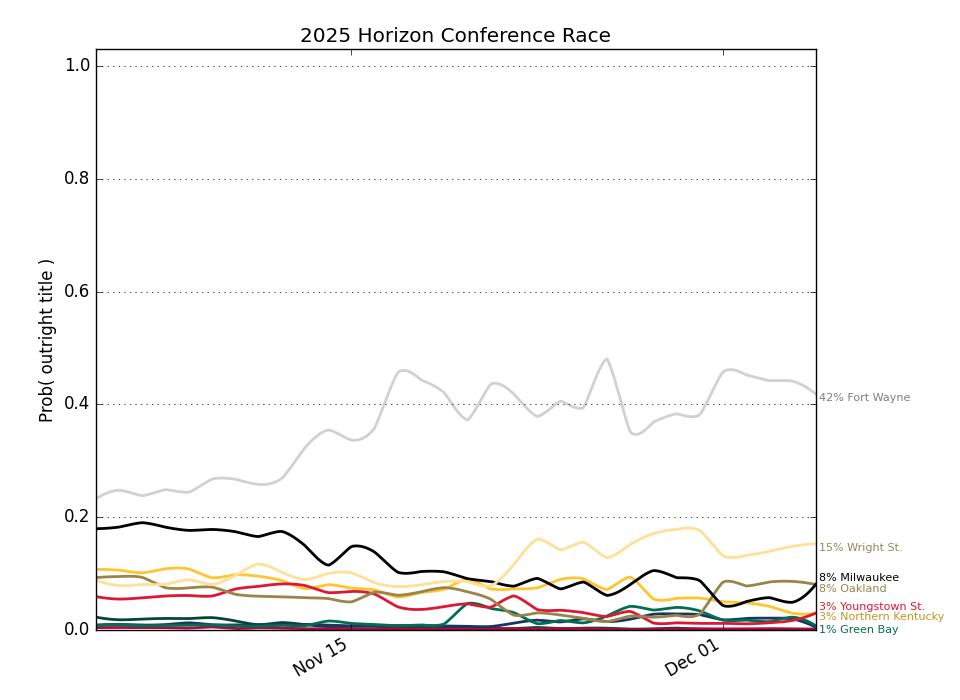 2025 Horizon Conference Race
Prob( outright title )
1.0
0.8
0.6
0.4
0.2
0.0
Nov 15
Dec 01
42% Fort Wayne
15% Wright St.
8% Milwaukee
8% Oakland
3% Youngstown St.
3% Northern Kentucky
1% Green Bay